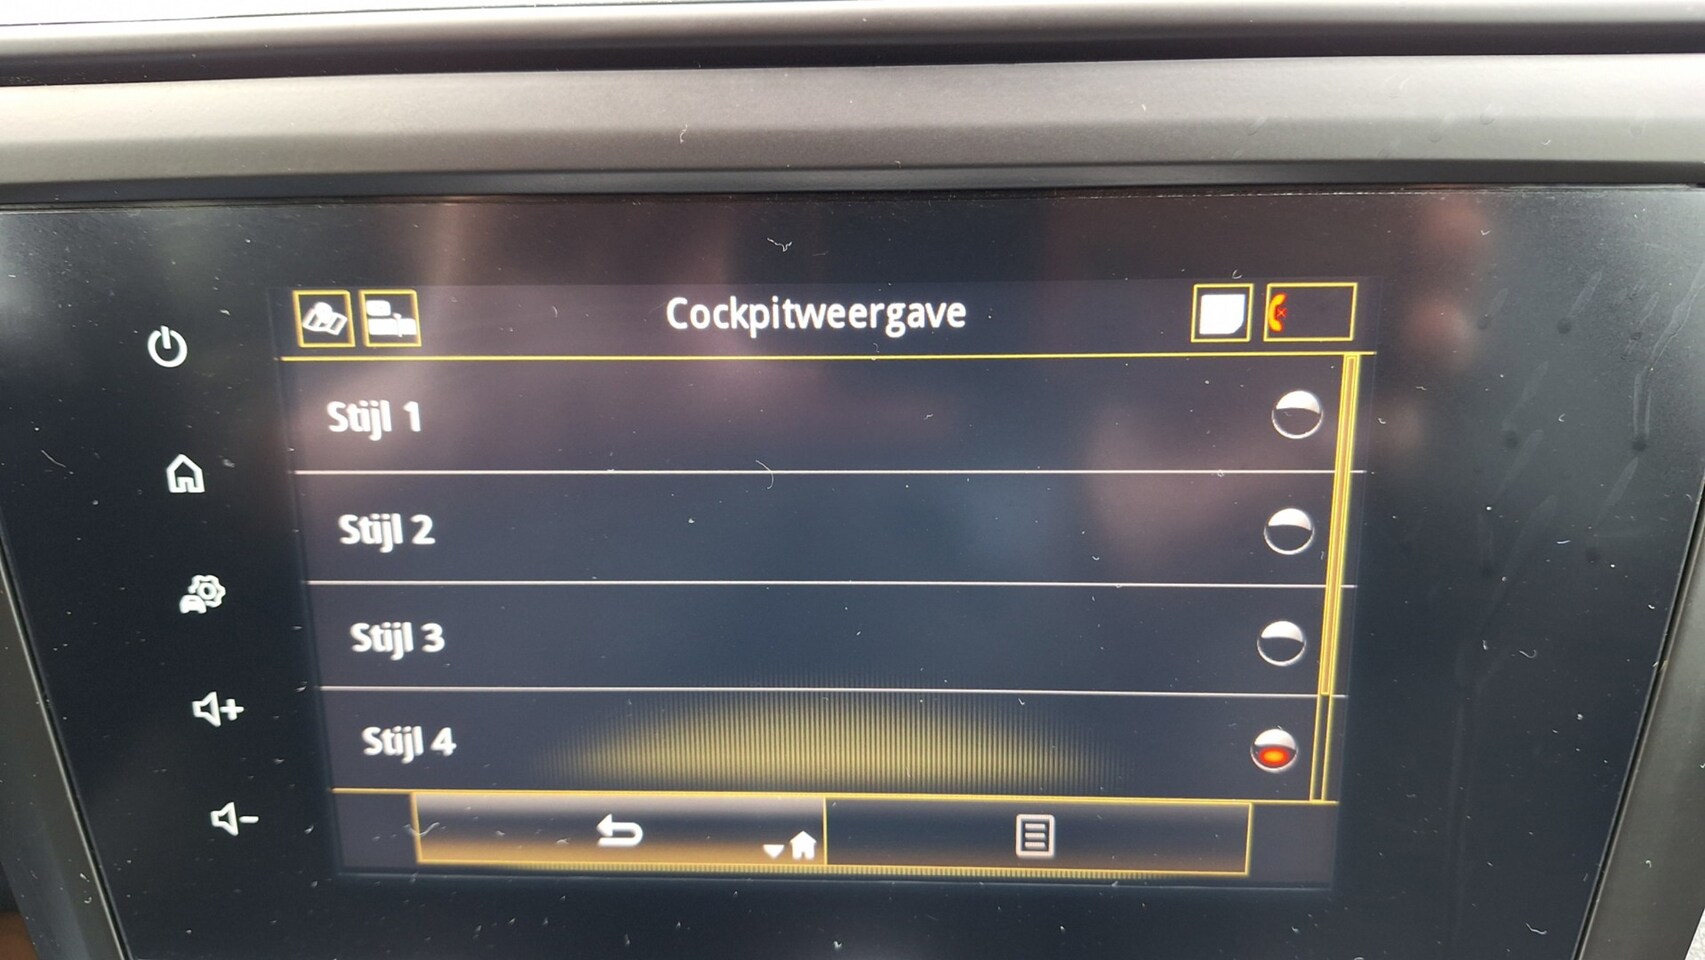 Cockpitweergave
Stijl 1
Stijl 2
Stijl 3
Stijl 4